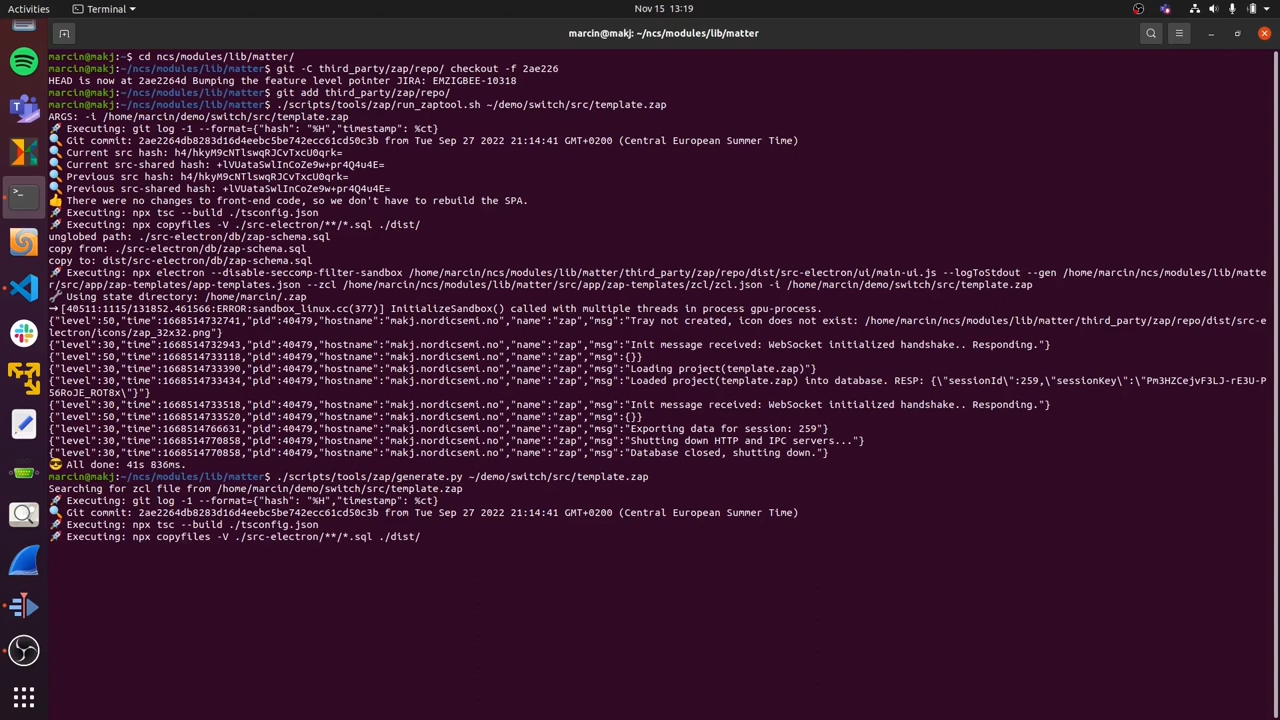 Activities
Terminal
Nov 15 13:19
marcin@makj: ~/ncs/modules/lib/matter
marcin@makj:~$ cd ncs/modules/lib/matter/
marcin@makj:~/ncs/modules/lib/matter$ git -C third_party/zap/repo/ checkout -f 2ae226
HEAD is now at 2ae2264d Bumping the feature level pointer JIRA: EMZIGBEE-10318
marcin@makj:~/ncs/modules/lib/matter$ git add third_party/zap/repo/
marcin@makj:~/ncs/modules/lib/matter$ ./scripts/tools/zap/run_zaptool.sh ~/demo/switch/src/template.zap
ARGS: -i /home/marcin/demo/switch/src/template.zap
🚀 Executing: git log -1 --format={"hash": "%H","timestamp": %ct}
🔍 Git commit: 2ae2264db8283d16d4eebc5be742ecc61cd50c3b from Tue Sep 27 2022 21:14:41 GMT+0200 (Central European Summer Time)
🔍 Current src hash: h4/hkyM9cNTlswqRJCvTxcU0qrk=
🔍 Current src-shared hash: +lVUataSwlInCoZe9w+pr4Q4u4E=
🔍 Previous src hash: h4/hkyM9cNTlswqRJCvTxcU0qrk=
🔍 Previous src-shared hash: +lVUataSwlInCoZe9w+pr4Q4u4E=
👍 There were no changes to front-end code, so we don't have to rebuild the SPA.
🚀 Executing: npx tsc --build ./tsconfig.json
🚀 Executing: npx copyfiles -V ./src-electron/**/*.sql ./dist/
unglobed path: ./src-electron/db/zap-schema.sql
copy from: ./src-electron/db/zap-schema.sql
copy to: dist/src-electron/db/zap-schema.sql
🚀 Executing: npx electron --disable-seccomp-filter-sandbox /home/marcin/ncs/modules/lib/matter/third_party/zap/repo/dist/src-electron/ui/main-ui.js --logToStdout --gen /home/marcin/ncs/modules/lib/matte
r/src/app/zap-templates/app-templates.json --zcl /home/marcin/ncs/modules/lib/matter/src/app/zap-templates/zcl/zcl.json -i /home/marcin/demo/switch/src/template.zap
🔧 Using state directory: /home/marcin/.zap
→ [40511:1115/131852.461566:ERROR:sandbox_linux.cc(377)] InitializeSandbox() called with multiple threads in process gpu-process.
{"level":50,"time":1668514732741,"pid":40479,"hostname":"makj.nordicsemi.no","name":"zap","msg":"Tray not created, icon does not exist: /home/marcin/ncs/modules/lib/matter/third_party/zap/repo/dist/src-e
lectron/icons/zap_32x32.png"}
{"level":30,"time":1668514732943,"pid":40479,"hostname":"makj.nordicsemi.no","name":"zap","msg":"Init message received: WebSocket initialized handshake.. Responding."}
{"level":50,"time":1668514733118,"pid":40479,"hostname":"makj.nordicsemi.no","name":"zap","msg":{}}
{"level":30,"time":1668514733390,"pid":40479,"hostname":"makj.nordicsemi.no","name":"zap","msg":"Loading project(template.zap)"}
{"level":30,"time":1668514733434,"pid":40479,"hostname":"makj.nordicsemi.no","name":"zap","msg":"Loaded project(template.zap) into database. RESP: {\"sessionId\":259,\"sessionKey\":\"Pm3HZCejvF3LJ-rE3U-P
56RoJE_ROT8x\"}"}
{"level":30,"time":1668514733518,"pid":40479,"hostname":"makj.nordicsemi.no","name":"zap","msg":"Init message received: WebSocket initialized handshake.. Responding."}
{"level":50,"time":1668514733520,"pid":40479,"hostname":"makj.nordicsemi.no","name":"zap","msg":{}}
{"level":30,"time":1668514766631,"pid":40479,"hostname":"makj.nordicsemi.no","name":"zap","msg":"Exporting data for session: 259"}
{"level":30,"time":1668514770858,"pid":40479,"hostname":"makj.nordicsemi.no","name":"zap","msg":"Shutting down HTTP and IPC servers..."}
{"level":30,"time":1668514770858,"pid":40479,"hostname":"makj.nordicsemi.no","name":"zap","msg":"Database closed, shutting down."}
😎 All done: 41s 836ms.
marcin@makj:~/ncs/modules/lib/matter$ ./scripts/tools/zap/generate.py ~/demo/switch/src/template.zap
Searching for zcl file from /home/marcin/demo/switch/src/template.zap
🚀 Executing: git log -1 --format={"hash": "%H","timestamp": %ct}
🔍 Git commit: 2ae2264db8283d16d4eebc5be742ecc61cd50c3b from Tue Sep 27 2022 21:14:41 GMT+0200 (Central European Summer Time)
🚀 Executing: npx tsc --build ./tsconfig.json
🚀 Executing: npx copyfiles -V ./src-electron/**/*.sql ./dist/